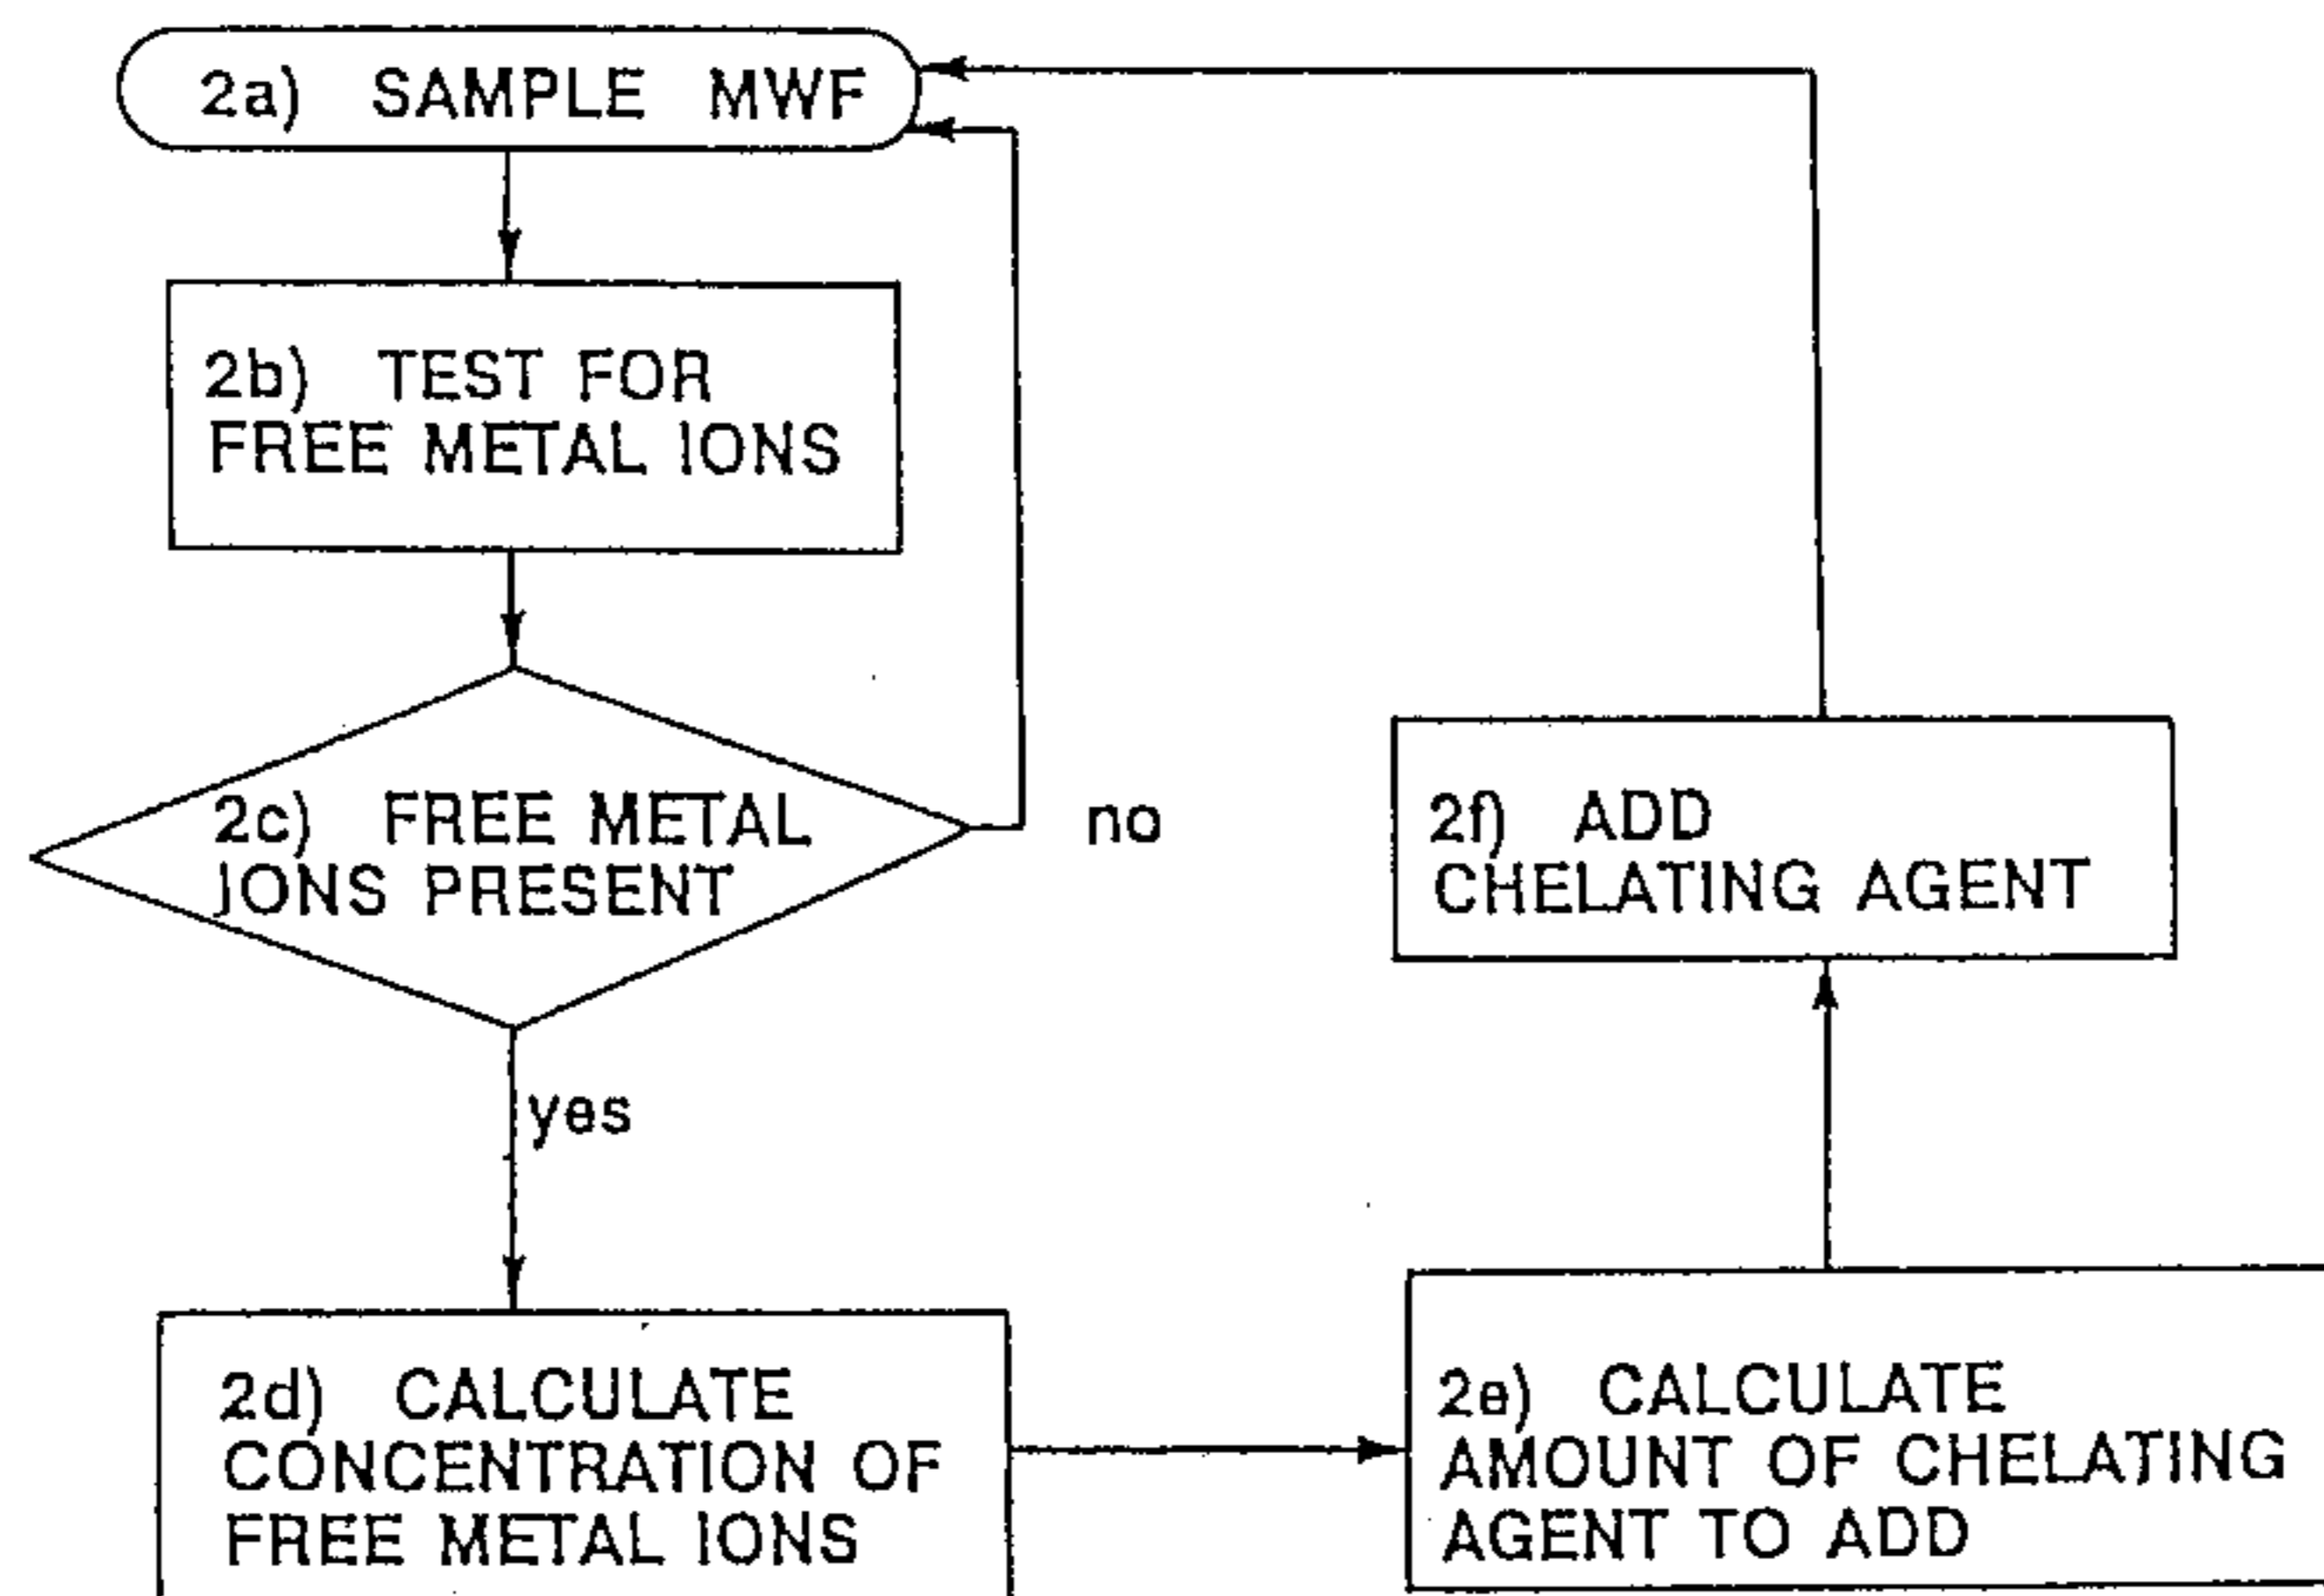 2a) SAMPLE MWF
2b) TEST FOR
FREE METAL IONS
2c) FREE METAL
IONS PRESENT
no
yes
2d) CALCULATE
CONCENTRATION OF
FREE METAL IONS
2e) CALCULATE
AMOUNT OF CHELATING
AGENT TO ADD
2f) ADD
CHELATING AGENT